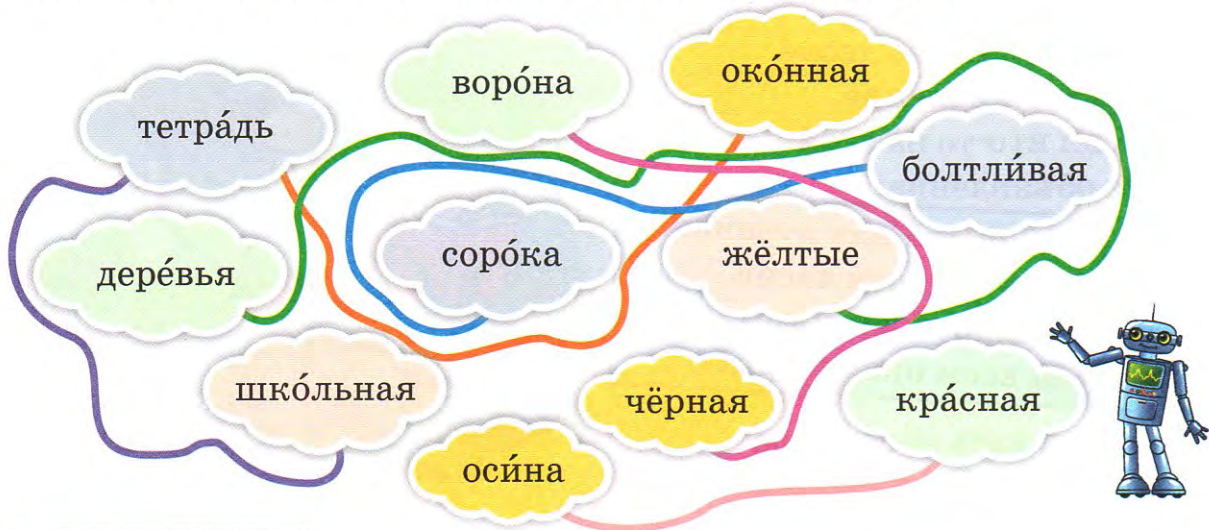 воро́на
око́нная
тетра́дь
болтли́вая
дере́вья
соро́ка
жёлтые
шко́льная
чёрная
кра́сная
оси́на